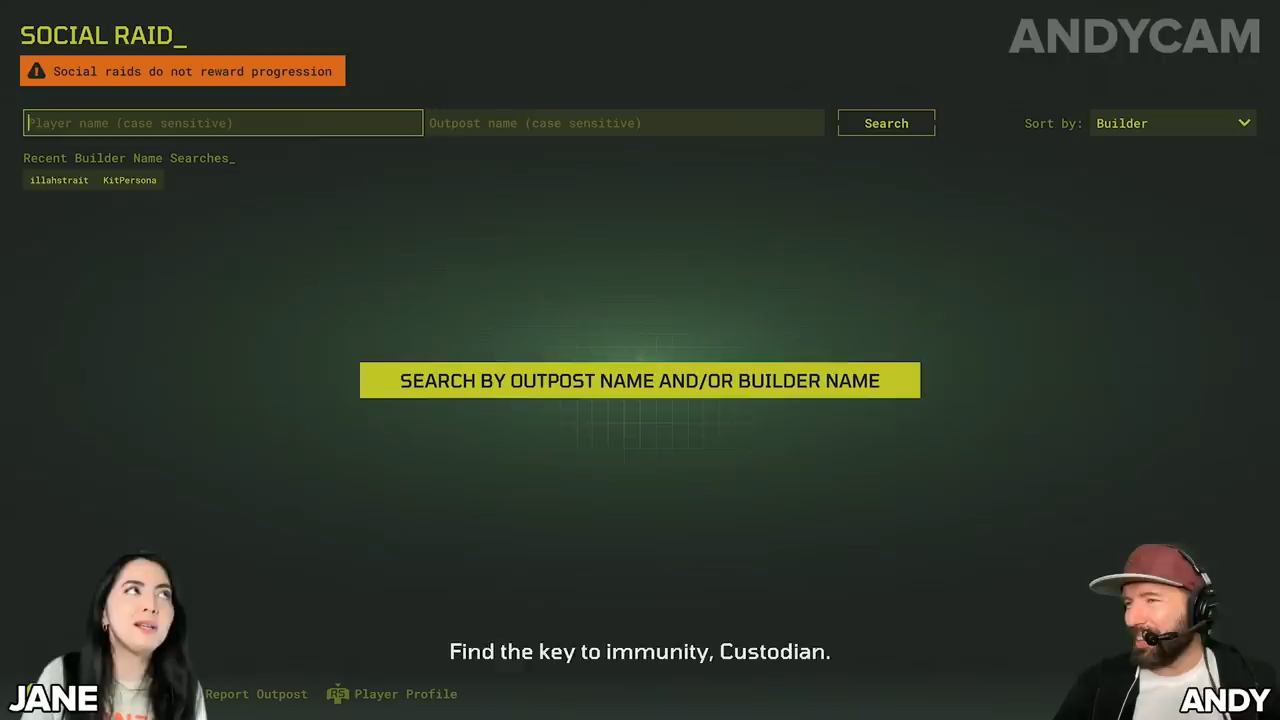 SOCIAL RAID_
ANDYCAM
Social raids do not reward progression
Player name (case sensitive)
Outpost name (case sensitive)
Search
Sort by:
Builder
Recent Builder Name Searches_
illahstrait
KitPersona
SEARCH BY OUTPOST NAME AND/OR BUILDER NAME
Find the key to immunity, Custodian.
Report Outpost
RS
Player Profile
JANE
ANDY